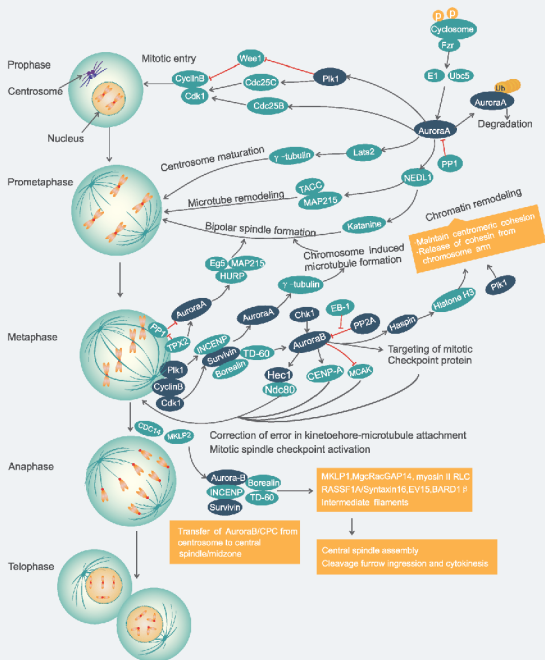 P
P
Cyclosome
Fzr
Mitotic entry
Wee1
Prophase
CyclinB
Cdc25C
Plk1
E1
Ubc5
Ub
Centrosome
Cdk1
Cdc25B
AuroraA
Nucleus
AuroraA
Degradation
Centrosome maturation
γ-tubulin
Lats2
PP1
Prometaphase
NEDL1
TACC
Microtube remodeling
MAP215
Chromatin remodeling
Bipolar spindle formation
Katanine
-Maintain centromeric cohesion
-Release of cohesin from
chromosome arm
Eg5
MAP215
HURP
Chromosome Induced
microtubule formation
γ-tubulin
Plk1
AuroraA
AuroraA
Chk1
EB-1
Histone H3
Metaphase
PP1
TPX2
INCENP
PP2A
Haspin
Survivin
TD-60
AuroraB
Plk1
Borealin
Targeting of mitotic
Checkpoint protein
CyclinB
Hec1
CENP-A
MCAK
Cdk1
Ndc80
CDC14
MKLP2
Correction of error in kinetoehore-microtubule attachment
Mitotic spindle checkpoint activation
Anaphase
Aurora-B
Borealin
INCENP
TD-60
Survivin
MKLP1,MgcRacGAP14, myosin II RLC
RASSF1A/Syntaxin16,EV15,BARD1 β
Intermediate filaments
Transfer of AuroraB/CPC from
centrosome to central
spindle/midzone
Central spindle assembly
Cleavage furrow ingression and cytokinesis
Telophase